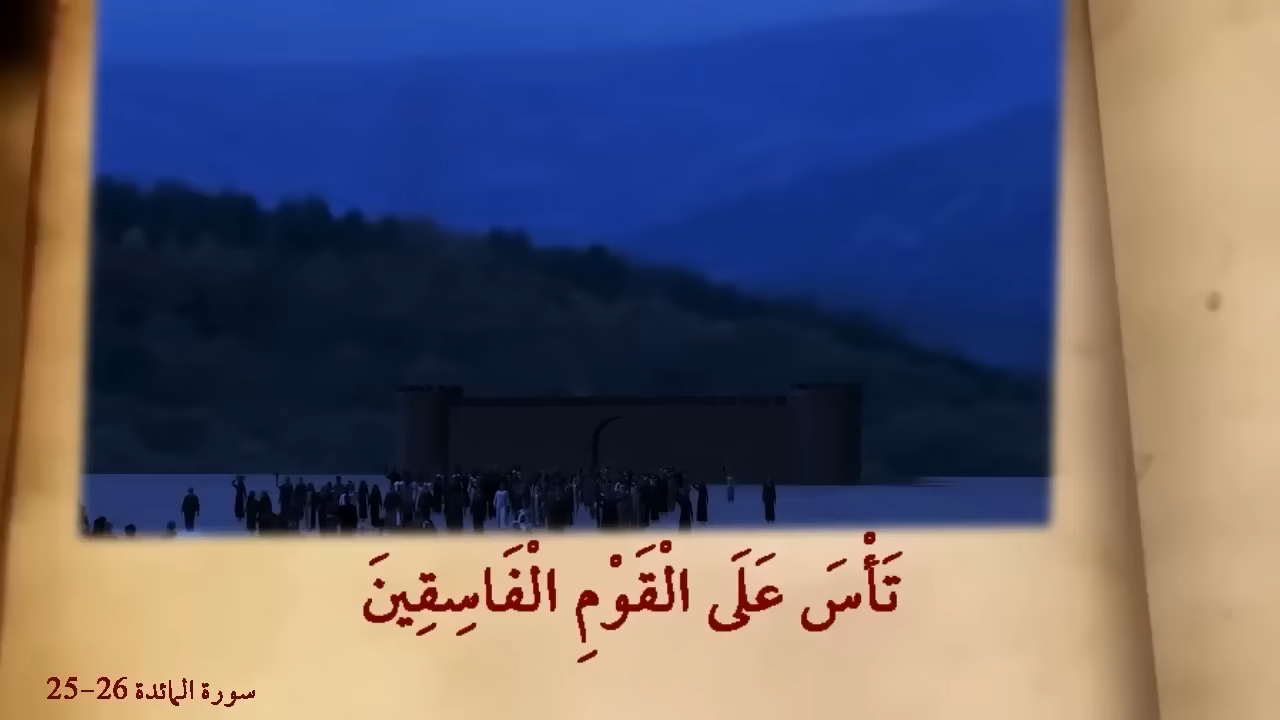 تَأْسَ عَلَى الْقَوْمِ الْفَاسِقِينَ
سورة المائدة 26-25